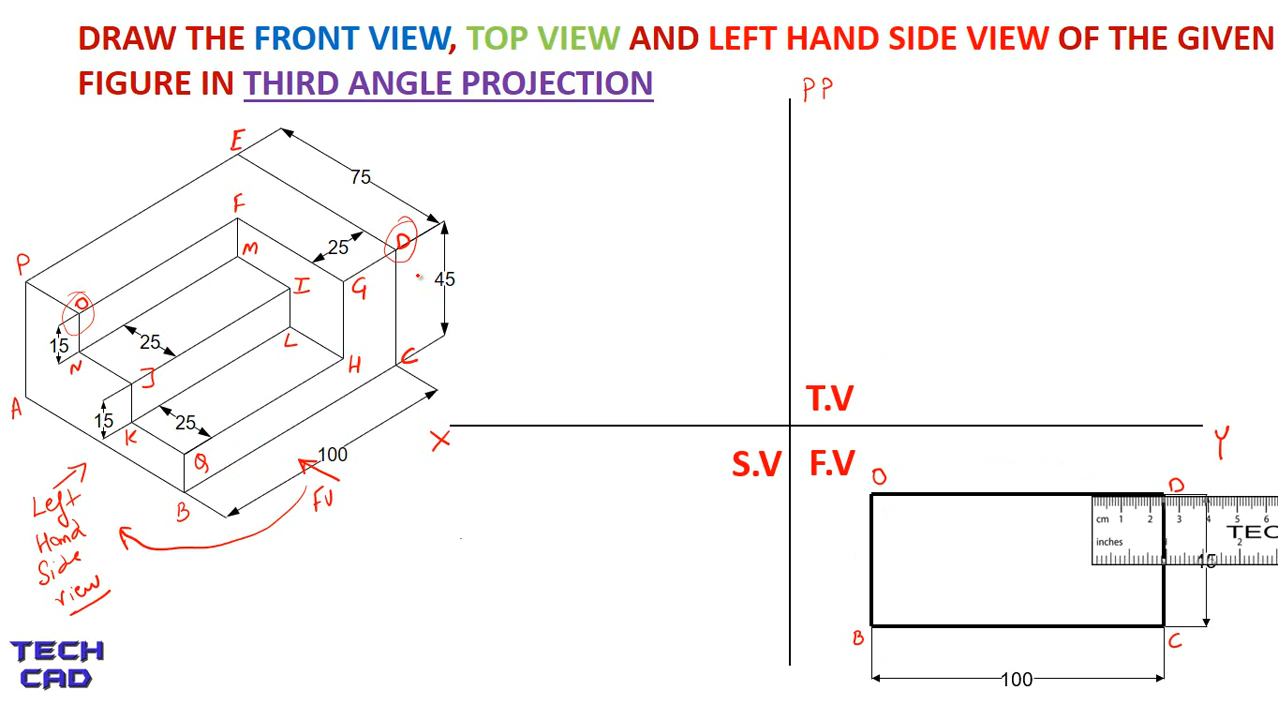 DRAW THE FRONT VIEW, TOP VIEW AND LEFT HAND SIDE VIEW OF THE GIVEN
FIGURE IN THIRD ANGLE PROJECTION
PP
E
75
F
M
25
D
P
G
45
I
O
15
25
N
J
L
H
C
A
15
25
K
Q
100
X
B
FV
Left
Hand
Side
view
T.V
Y
S.V
F.V
O
D
cm 1 2 3 4 5 6
TEC
inches 2
B
C
100
TECH
CAD